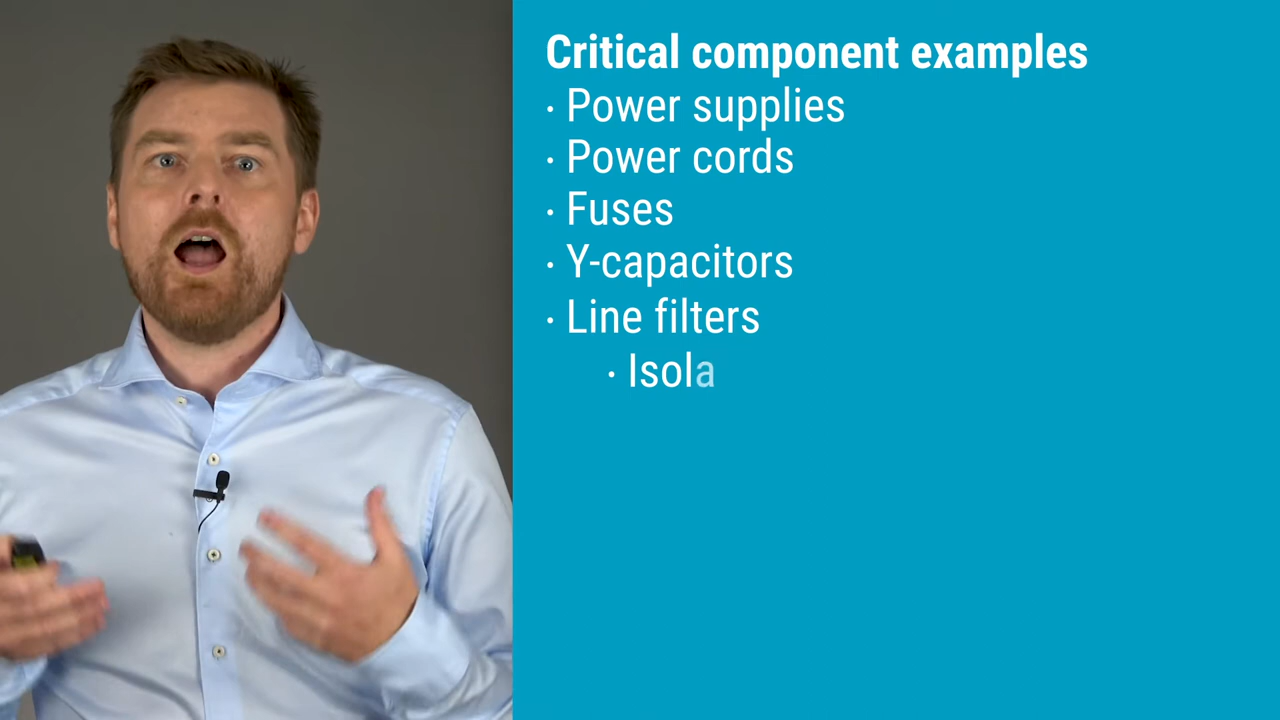 Critical component examples
· Power supplies
· Power cords
· Fuses
· Y-capacitors
· Line filters
· Isola